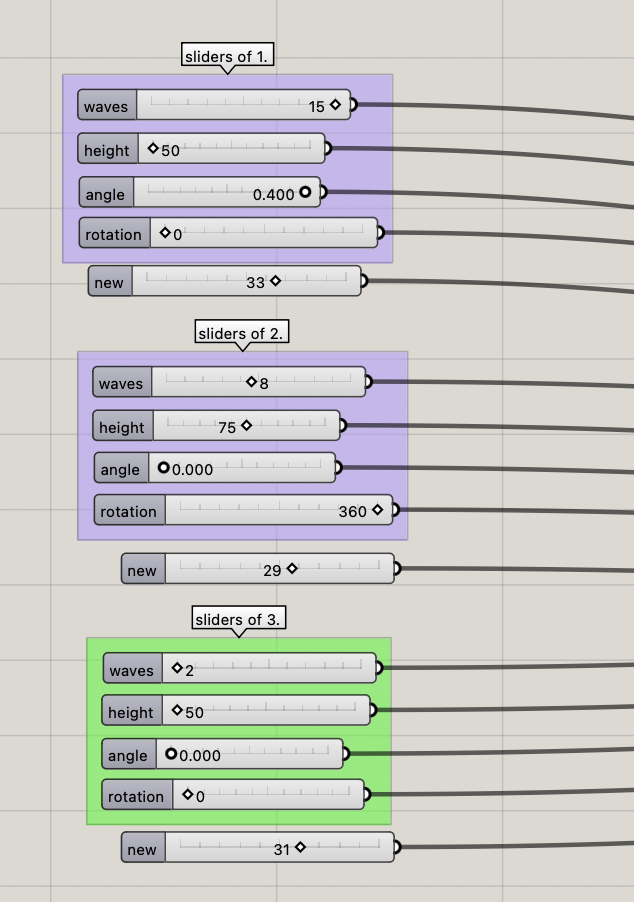 sliders of 1.
waves 15
height 50
angle 0.400
rotation 0
new 33
sliders of 2.
waves 8
height 75
angle 0.000
rotation 360
new 29
sliders of 3.
waves 2
height 50
angle 0.000
rotation 0
new 31